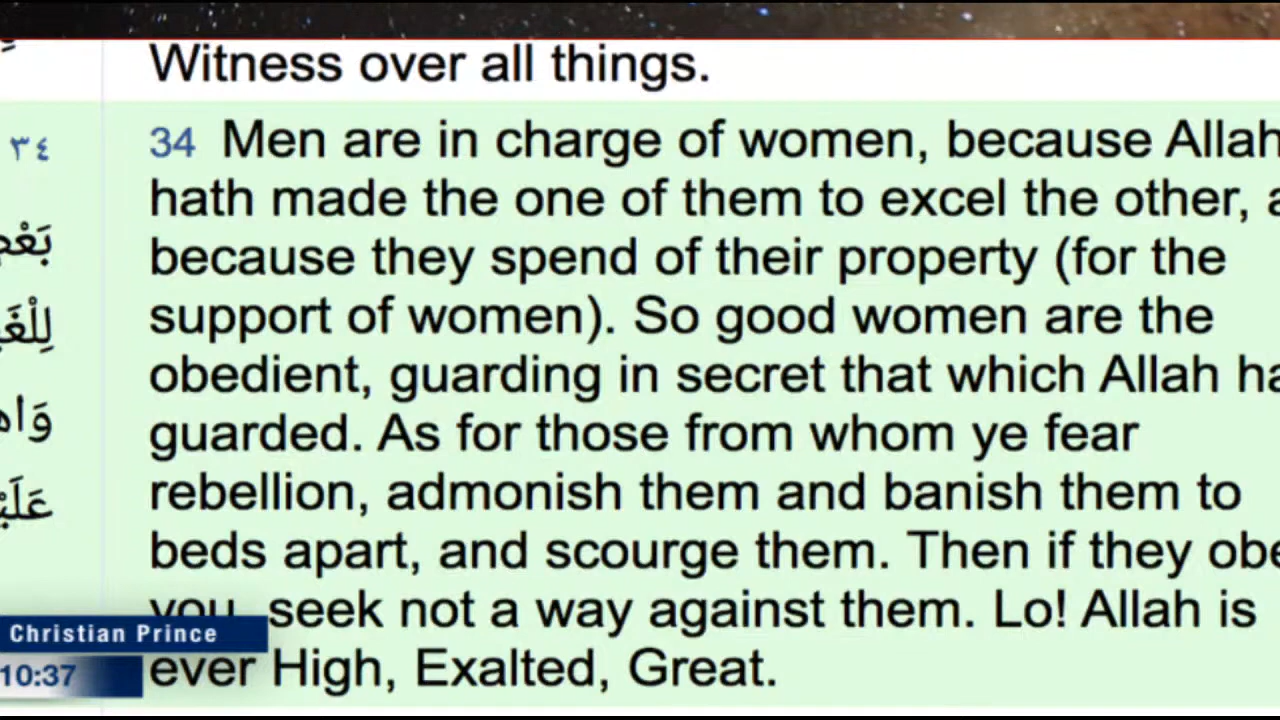 Witness over all things.
٣٤
34 Men are in charge of women, because Allah
hath made the one of them to excel the other,
because they spend of their property (for the
support of women). So good women are the
obedient, guarding in secret that which Allah
guarded. As for those from whom ye fear
rebellion, admonish them and banish them to
beds apart, and scourge them. Then if they
you, seek not a way against them. Lo! Allah is
ever High, Exalted, Great.
Christian Prince
10:37